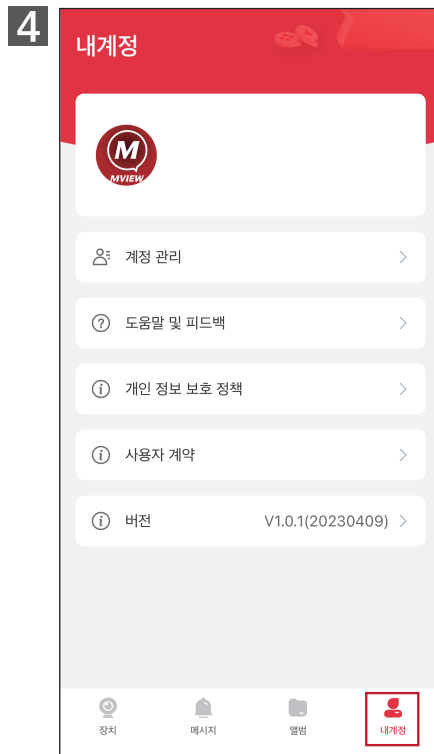 4
내계정
M
MVIEW
계정 관리
도움말 및 피드백
개인 정보 보호 정책
사용자 계약
버전 V1.0.1(20230409)
장치 메시지 앨범 내계정